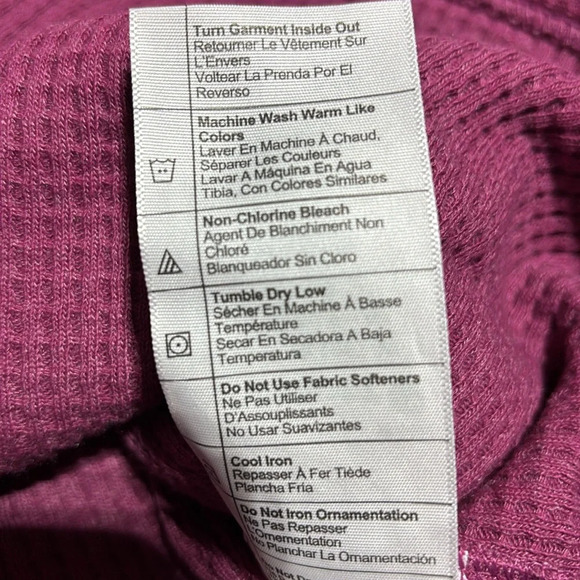 Turn Garment Inside Out
Retourner Le Vêtement Sur
L'Envers
Voltear La Prenda Por El
Reverso
Machine Wash Warm Like
Colors
Laver En Machine À Chaud,
Séparer Les Couleurs
Lavar A Máquina En Agua
Tibia, Con Colores Similares
Non-Chlorine Bleach
Agent De Blanchiment Non
Chloré
Blanqueador Sin Cloro
Tumble Dry Low
Sécher En Machine À Basse
Température
Secar En Secadora A Baja
Temperatura
Do Not Use Fabric Softeners
Ne Pas Utiliser
D'Assouplissants
No Usar Suavizantes
Cool Iron
Repasser À Fer Tiède
Plancha Fria
Do Not Iron Ornamentation
Ne Pas Repasser
L'Ornementation
No Planchar La Ornamentación
Do Not